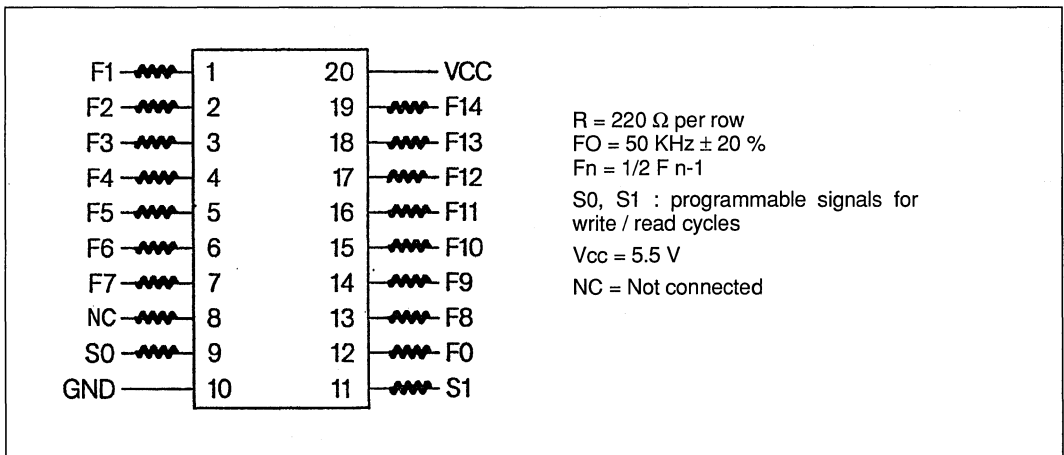 F1 1 20 VCC
F2 2 19 F14
F3 3 18 F13
F4 4 17 F12
F5 5 16 F11
F6 6 15 F10
F7 7 14 F9
NC 8 13 F8
S0 9 12 F0
GND 10 11 S1
R = 220 Ω per row
FO = 50 KHz ± 20 %
Fn = 1/2 F n-1
S0, S1 : programmable signals for
write / read cycles
Vcc = 5.5 V
NC = Not connected